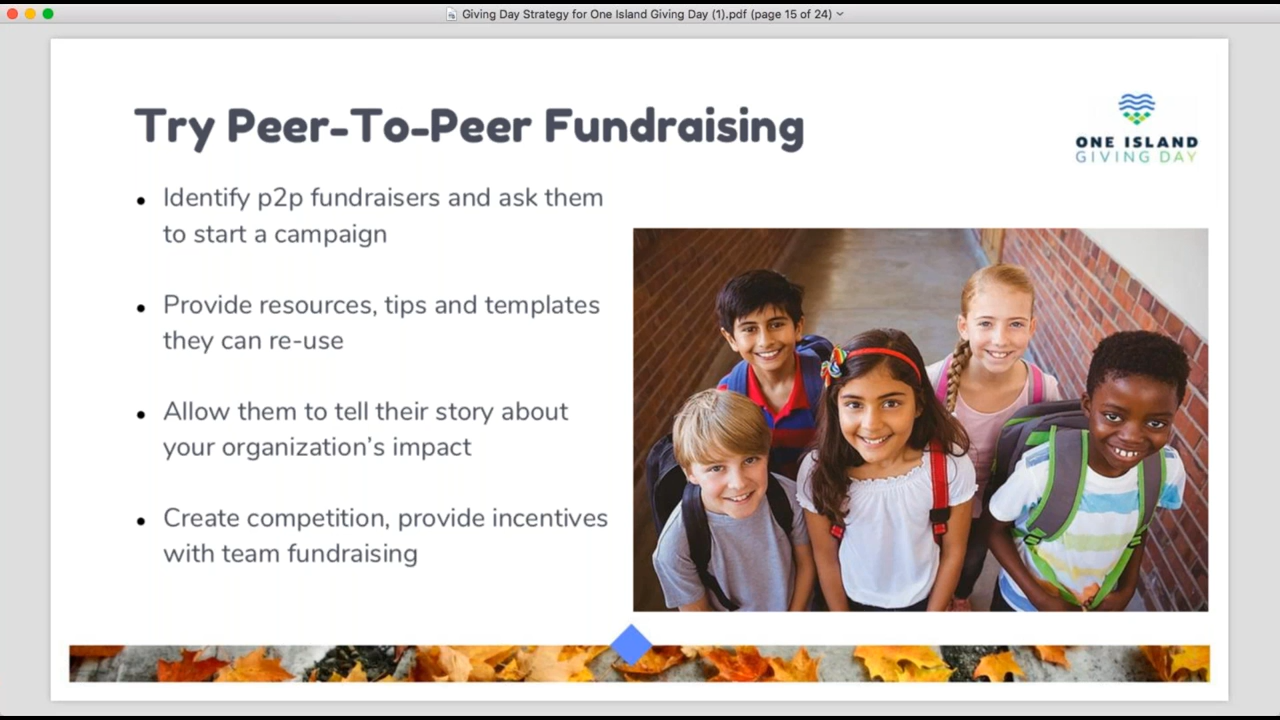 Giving Day Strategy for One Island Giving Day (1).pdf (page 15 of 24)
Try Peer-To-Peer Fundraising
ONE ISLAND
GIVING DAY
• Identify p2p fundraisers and ask them
to start a campaign
• Provide resources, tips and templates
they can re-use
• Allow them to tell their story about
your organization’s impact
• Create competition, provide incentives
with team fundraising